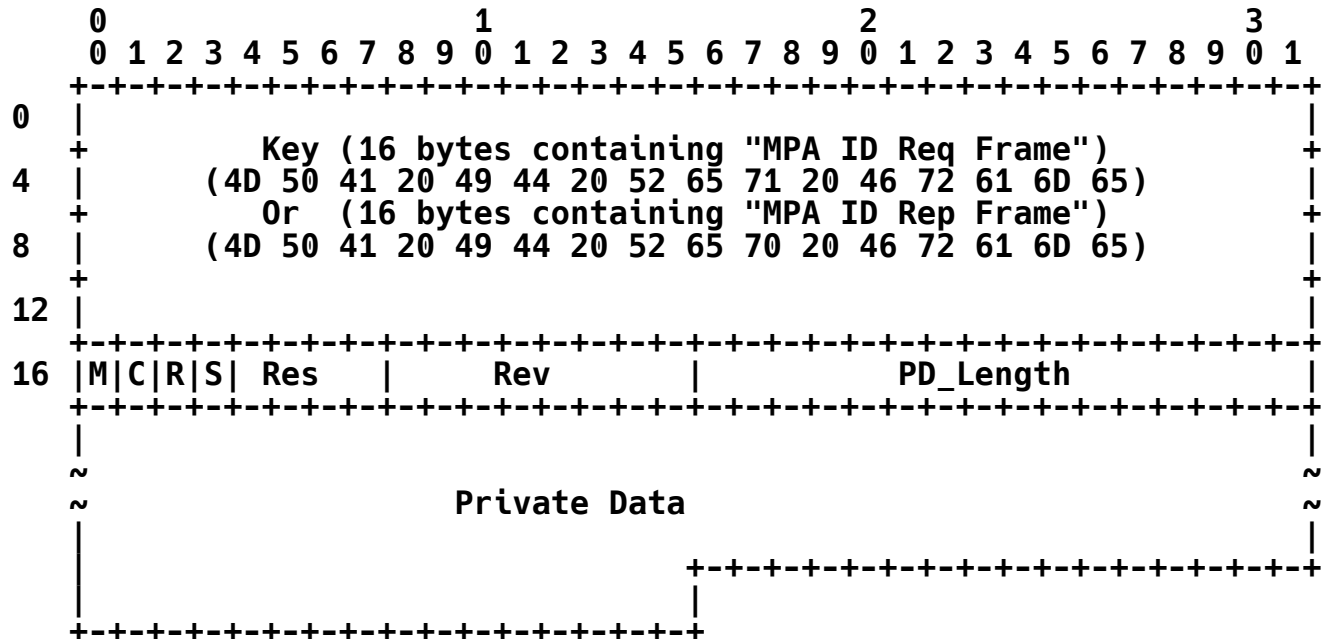 0                   1                   2                   3
0 1 2 3 4 5 6 7 8 9 0 1 2 3 4 5 6 7 8 9 0 1 2 3 4 5 6 7 8 9 0 1
+-+-+-+-+-+-+-+-+-+-+-+-+-+-+-+-+-+-+-+-+-+-+-+-+-+-+-+-+-+-+-+-+
0  |                                                               |
+         Key (16 bytes containing "MPA ID Req Frame")          +
4  |      (4D 50 41 20 49 44 20 52 65 71 20 46 72 61 6D 65)        |
+         Or  (16 bytes containing "MPA ID Rep Frame")          +
8  |      (4D 50 41 20 49 44 20 52 65 70 20 46 72 61 6D 65)        |
+                                                               +
12 |                                                               |
+-+-+-+-+-+-+-+-+-+-+-+-+-+-+-+-+-+-+-+-+-+-+-+-+-+-+-+-+-+-+-+-+
16 |M|C|R|S| Res   |     Rev       |          PD_Length            |
+-+-+-+-+-+-+-+-+-+-+-+-+-+-+-+-+-+-+-+-+-+-+-+-+-+-+-+-+-+-+-+-+
|                                                               |
~                                                               ~
~                   Private Data                                ~
|                                                               |
|                               +-+-+-+-+-+-+-+-+-+-+-+-+-+-+-+-+
|                               |
+-+-+-+-+-+-+-+-+-+-+-+-+-+-+-+-+